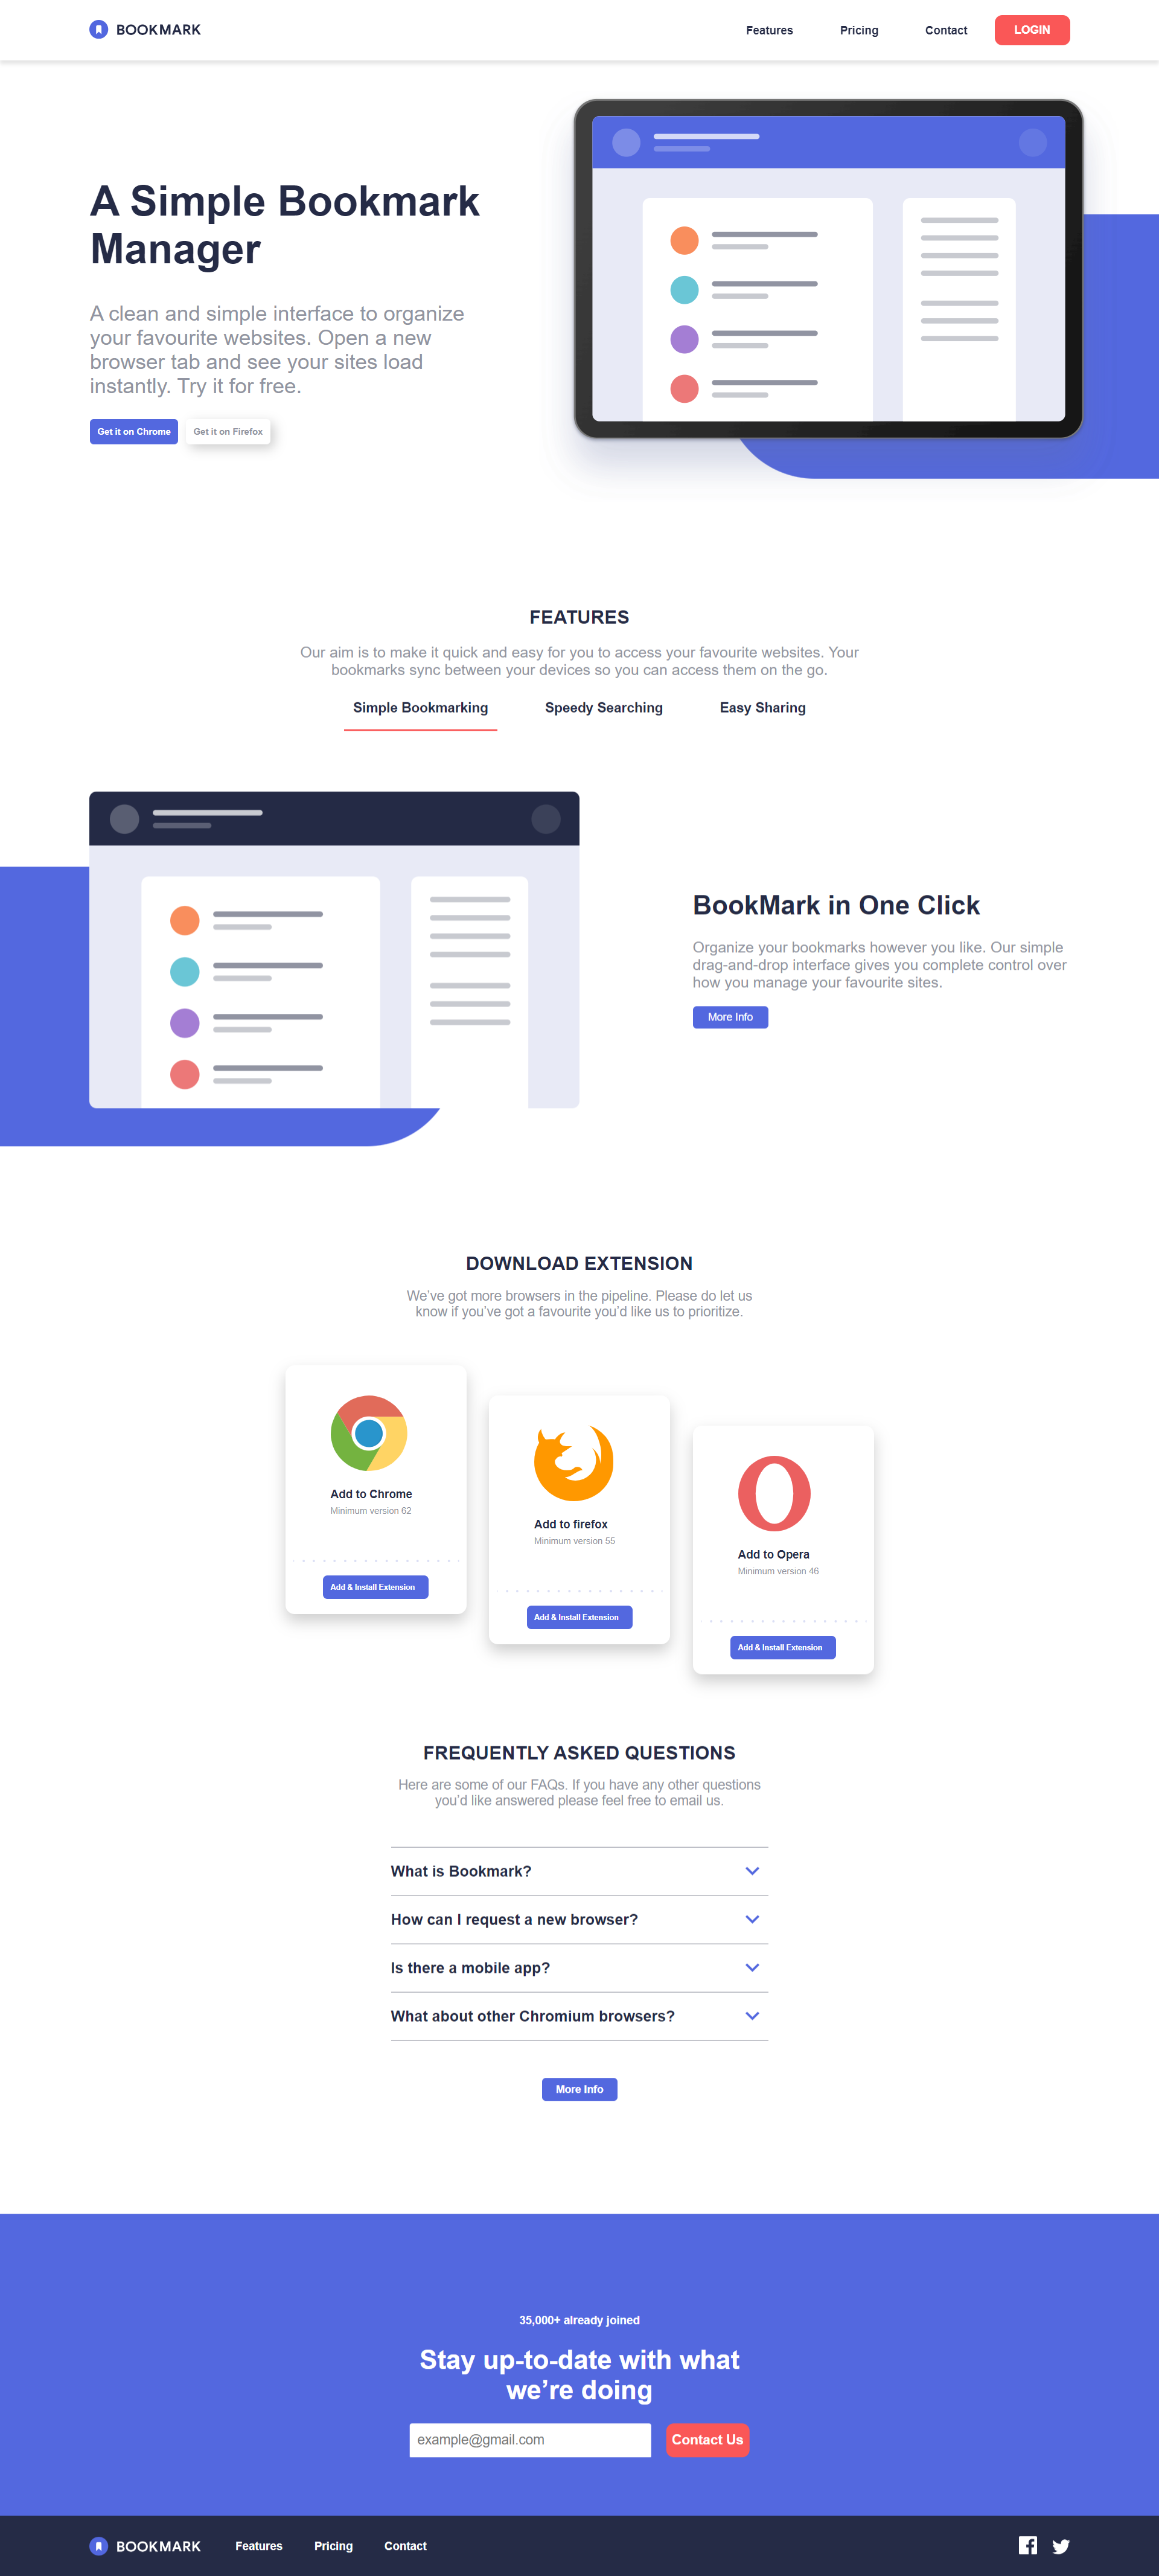 BOOKMARK
Features
Pricing
Contact
LOGIN
A Simple Bookmark
Manager
A clean and simple interface to organize
your favourite websites. Open a new
browser tab and see your sites load
instantly. Try it for free.
Get it on Chrome
Get it on Firefox
FEATURES
Our aim is to make it quick and easy for you to access your favourite websites. Your
bookmarks sync between your devices so you can access them on the go.
Simple Bookmarking
Speedy Searching
Easy Sharing
BookMark in One Click
Organize your bookmarks however you like. Our simple
drag-and-drop interface gives you complete control over
how you manage your favourite sites.
More Info
DOWNLOAD EXTENSION
We’ve got more browsers in the pipeline. Please do let us
know if you’ve got a favourite you’d like us to prioritize.
Add to Chrome
Minimum version 62
Add & Install Extension
Add to firefox
Minimum version 55
Add & Install Extension
Add to Opera
Minimum version 46
Add & Install Extension
FREQUENTLY ASKED QUESTIONS
Here are some of our FAQs. If you have any other questions
you’d like answered please feel free to email us.
What is Bookmark?
How can I request a new browser?
Is there a mobile app?
What about other Chromium browsers?
More Info
35,000+ already joined
Stay up-to-date with what
we’re doing
example@gmail.com
Contact Us
BOOKMARK
Features
Pricing
Contact